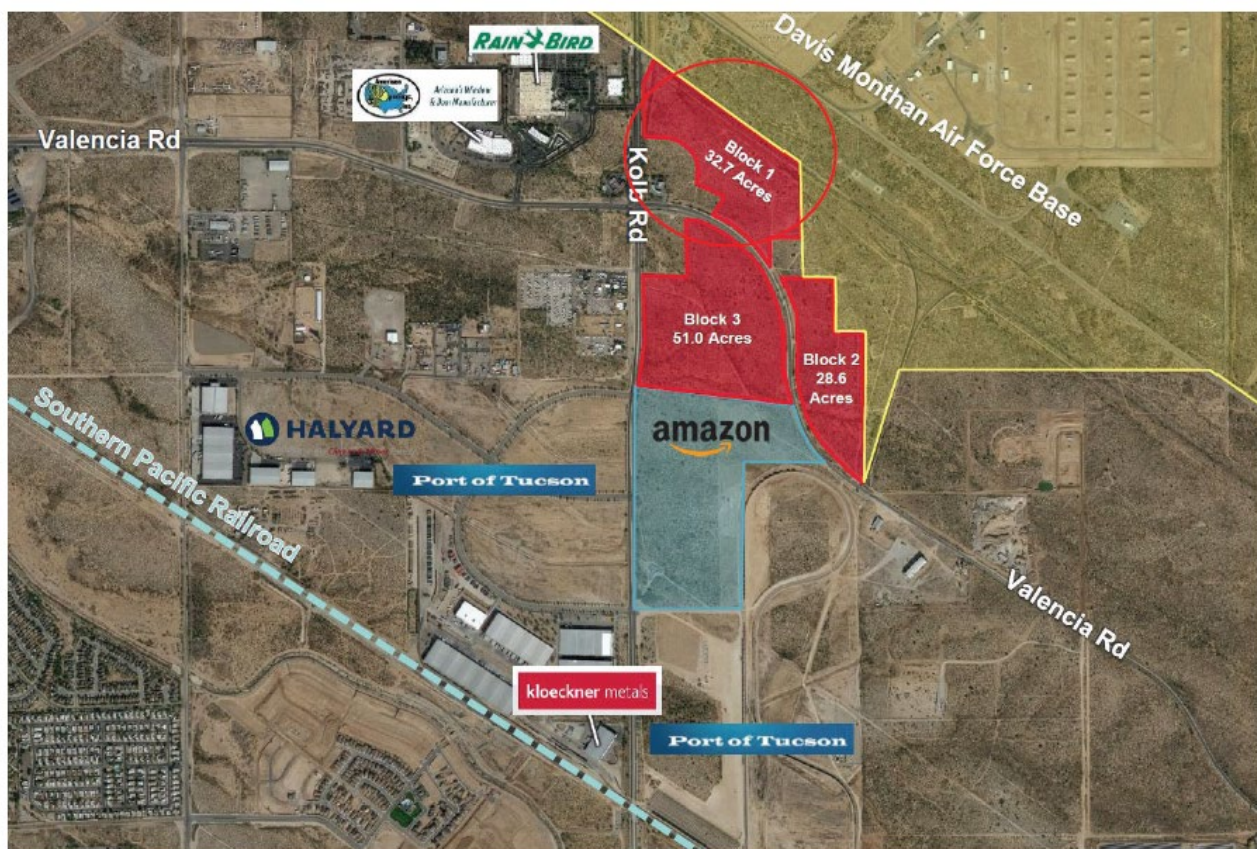 RAIN BIRD
American
Arizona's Window
& Door Manufacturer
Davis Monthan Air Force Base
Valencia Rd
Kolb Rd
Block 1
32.7 Acres
Block 3
51.0 Acres
Block 2
28.6
Acres
HALYARD
amazon
Port of Tucson
Southern Pacific Railroad
Valencia Rd
kloeckner metals
Port of Tucson